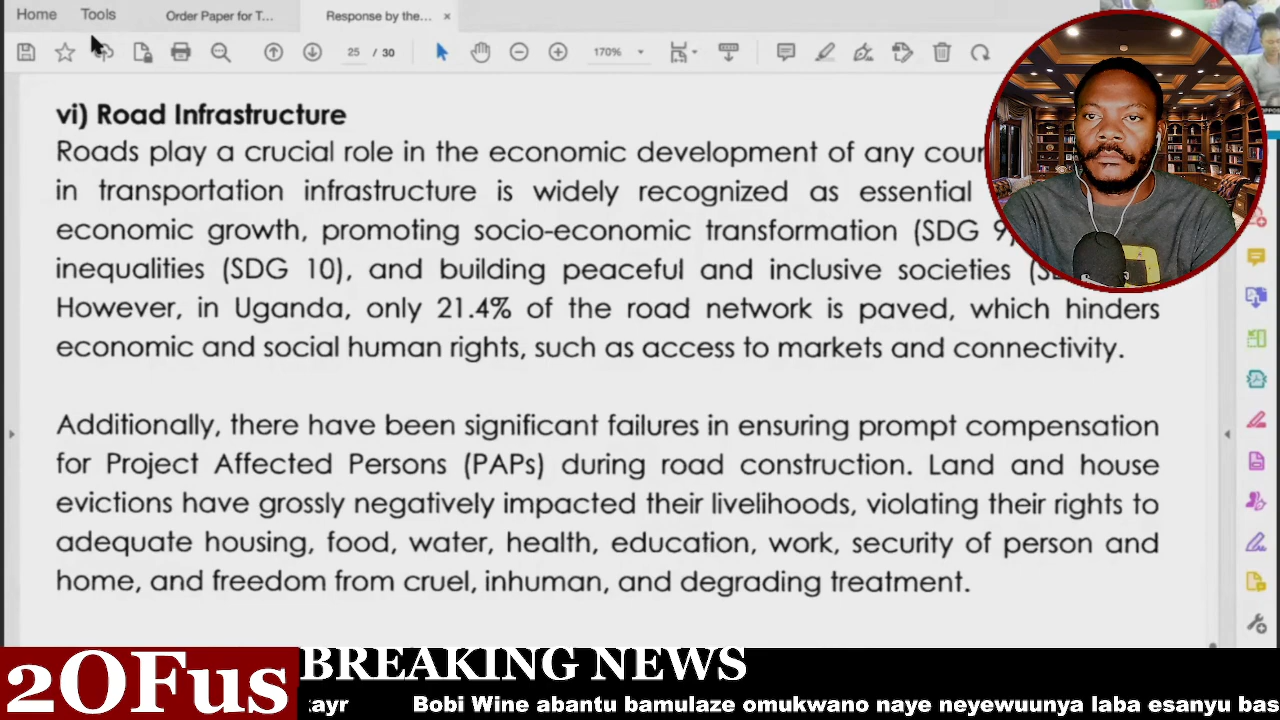 Home Tools Order Paper for T... Response by the... ×
25 / 30 170%
vi) Road Infrastructure
Roads play a crucial role in the economic development of any
in transportation infrastructure is widely recognized as essential
economic growth, promoting socio-economic transformation (SDG 9)
inequalities (SDG 10), and building peaceful and inclusive societies
However, in Uganda, only 21.4% of the road network is paved, which hinders
economic and social human rights, such as access to markets and connectivity.
Additionally, there have been significant failures in ensuring prompt compensation
for Project Affected Persons (PAPs) during road construction. Land and house
evictions have grossly negatively impacted their livelihoods, violating their rights to
adequate housing, food, water, health, education, work, security of person and
home, and freedom from cruel, inhuman, and degrading treatment.
2OFus BREAKING NEWS
Bobi Wine abantu bamulaze omukwano naye neyewuunya laba esanyu bas